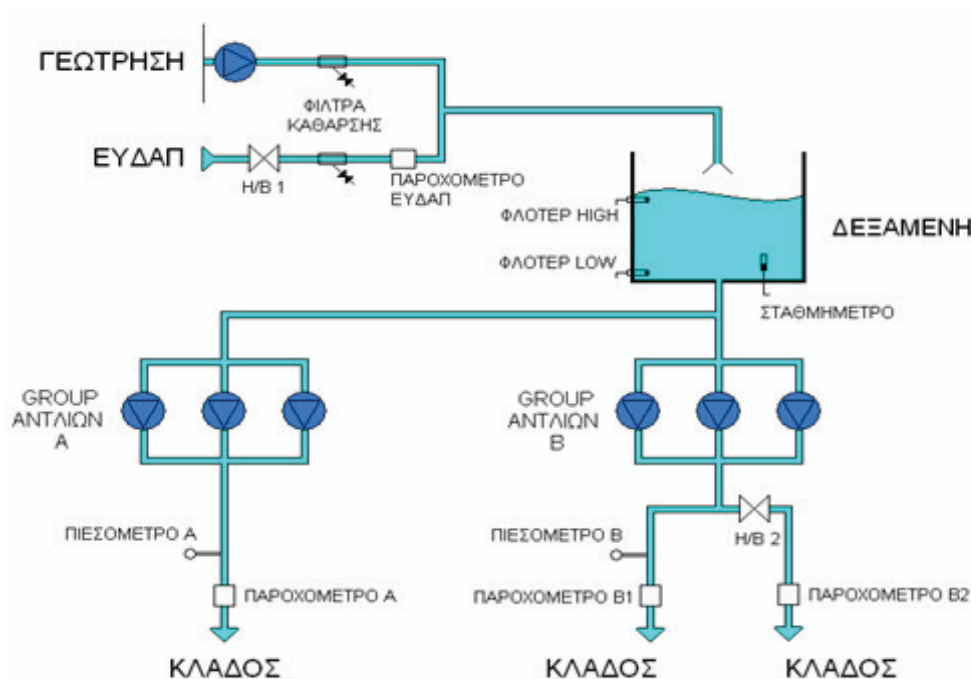 ΓΕΩΤΡΗΣΗ
ΦΙΛΤΡΑ
ΚΑΘΑΡΣΗΣ
ΕΥΔΑΠ
Η/Β 1
ΠΑΡΟΧΟΜΕΤΡΟ
ΕΥΔΑΠ
ΦΛΟΤΕΡ HIGH
ΔΕΞΑΜΕΝΗ
ΦΛΟΤΕΡ LOW
ΣΤΑΘΜΗΜΕΤΡΟ
GROUP
ΑΝΤΛΙΩΝ
A
GROUP
ΑΝΤΛΙΩΝ
B
ΠΙΕΣΟΜΕΤΡΟ Α
ΠΙΕΣΟΜΕΤΡΟ Β
Η/Β 2
ΠΑΡΟΧΟΜΕΤΡΟ Α
ΠΑΡΟΧΟΜΕΤΡΟ Β1
ΠΑΡΟΧΟΜΕΤΡΟ Β2
ΚΛΑΔΟΣ
ΚΛΑΔΟΣ
ΚΛΑΔΟΣ